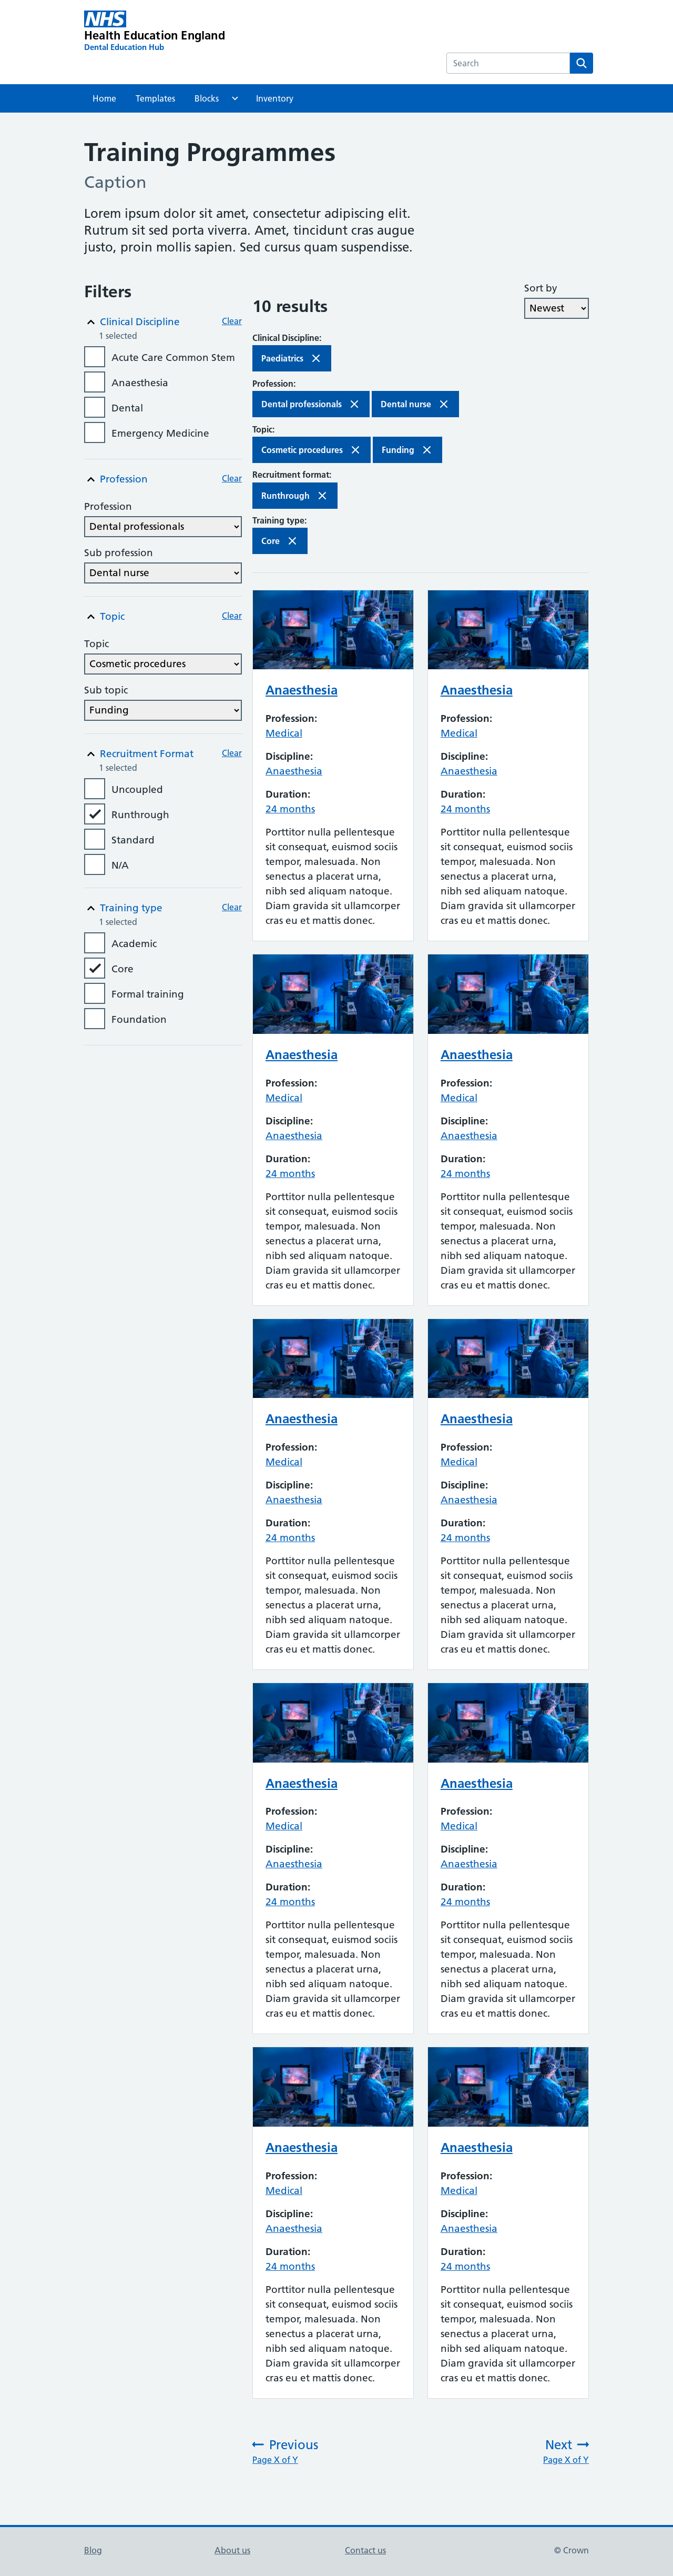 NHS
Health Education England
Dental Education Hub
Search
Home Templates Blocks Inventory
Training Programmes
Caption
Lorem ipsum dolor sit amet, consectetur adipiscing elit.
Rutrum sit sed porta viverra. Amet, tincidunt cras augue
justo, proin mollis sapien. Sed cursus quam suspendisse.
Filters
Clinical Discipline Clear
1 selected
Acute Care Common Stem
Anaesthesia
Dental
Emergency Medicine
Profession Clear
Profession
Dental professionals
Sub profession
Dental nurse
Topic Clear
Topic
Cosmetic procedures
Sub topic
Funding
Recruitment Format Clear
1 selected
Uncoupled
Runthrough
Standard
N/A
Training type Clear
1 selected
Academic
Core
Formal training
Foundation
10 results
Sort by
Newest
Clinical Discipline:
Paediatrics
Profession:
Dental professionals Dental nurse
Topic:
Cosmetic procedures Funding
Recruitment format:
Runthrough
Training type:
Core
Anaesthesia
Profession:
Medical
Discipline:
Anaesthesia
Duration:
24 months
Porttitor nulla pellentesque
sit consequat, euismod sociis
tempor, malesuada. Non
senectus a placerat urna,
nibh sed aliquam natoque.
Diam gravida sit ullamcorper
cras eu et mattis donec.
Anaesthesia
Profession:
Medical
Discipline:
Anaesthesia
Duration:
24 months
Porttitor nulla pellentesque
sit consequat, euismod sociis
tempor, malesuada. Non
senectus a placerat urna,
nibh sed aliquam natoque.
Diam gravida sit ullamcorper
cras eu et mattis donec.
Anaesthesia
Profession:
Medical
Discipline:
Anaesthesia
Duration:
24 months
Porttitor nulla pellentesque
sit consequat, euismod sociis
tempor, malesuada. Non
senectus a placerat urna,
nibh sed aliquam natoque.
Diam gravida sit ullamcorper
cras eu et mattis donec.
Anaesthesia
Profession:
Medical
Discipline:
Anaesthesia
Duration:
24 months
Porttitor nulla pellentesque
sit consequat, euismod sociis
tempor, malesuada. Non
senectus a placerat urna,
nibh sed aliquam natoque.
Diam gravida sit ullamcorper
cras eu et mattis donec.
Anaesthesia
Profession:
Medical
Discipline:
Anaesthesia
Duration:
24 months
Porttitor nulla pellentesque
sit consequat, euismod sociis
tempor, malesuada. Non
senectus a placerat urna,
nibh sed aliquam natoque.
Diam gravida sit ullamcorper
cras eu et mattis donec.
Anaesthesia
Profession:
Medical
Discipline:
Anaesthesia
Duration:
24 months
Porttitor nulla pellentesque
sit consequat, euismod sociis
tempor, malesuada. Non
senectus a placerat urna,
nibh sed aliquam natoque.
Diam gravida sit ullamcorper
cras eu et mattis donec.
Anaesthesia
Profession:
Medical
Discipline:
Anaesthesia
Duration:
24 months
Porttitor nulla pellentesque
sit consequat, euismod sociis
tempor, malesuada. Non
senectus a placerat urna,
nibh sed aliquam natoque.
Diam gravida sit ullamcorper
cras eu et mattis donec.
Anaesthesia
Profession:
Medical
Discipline:
Anaesthesia
Duration:
24 months
Porttitor nulla pellentesque
sit consequat, euismod sociis
tempor, malesuada. Non
senectus a placerat urna,
nibh sed aliquam natoque.
Diam gravida sit ullamcorper
cras eu et mattis donec.
Anaesthesia
Profession:
Medical
Discipline:
Anaesthesia
Duration:
24 months
Porttitor nulla pellentesque
sit consequat, euismod sociis
tempor, malesuada. Non
senectus a placerat urna,
nibh sed aliquam natoque.
Diam gravida sit ullamcorper
cras eu et mattis donec.
Anaesthesia
Profession:
Medical
Discipline:
Anaesthesia
Duration:
24 months
Porttitor nulla pellentesque
sit consequat, euismod sociis
tempor, malesuada. Non
senectus a placerat urna,
nibh sed aliquam natoque.
Diam gravida sit ullamcorper
cras eu et mattis donec.
Previous
Page X of Y
Next
Page X of Y
Blog About us Contact us © Crown